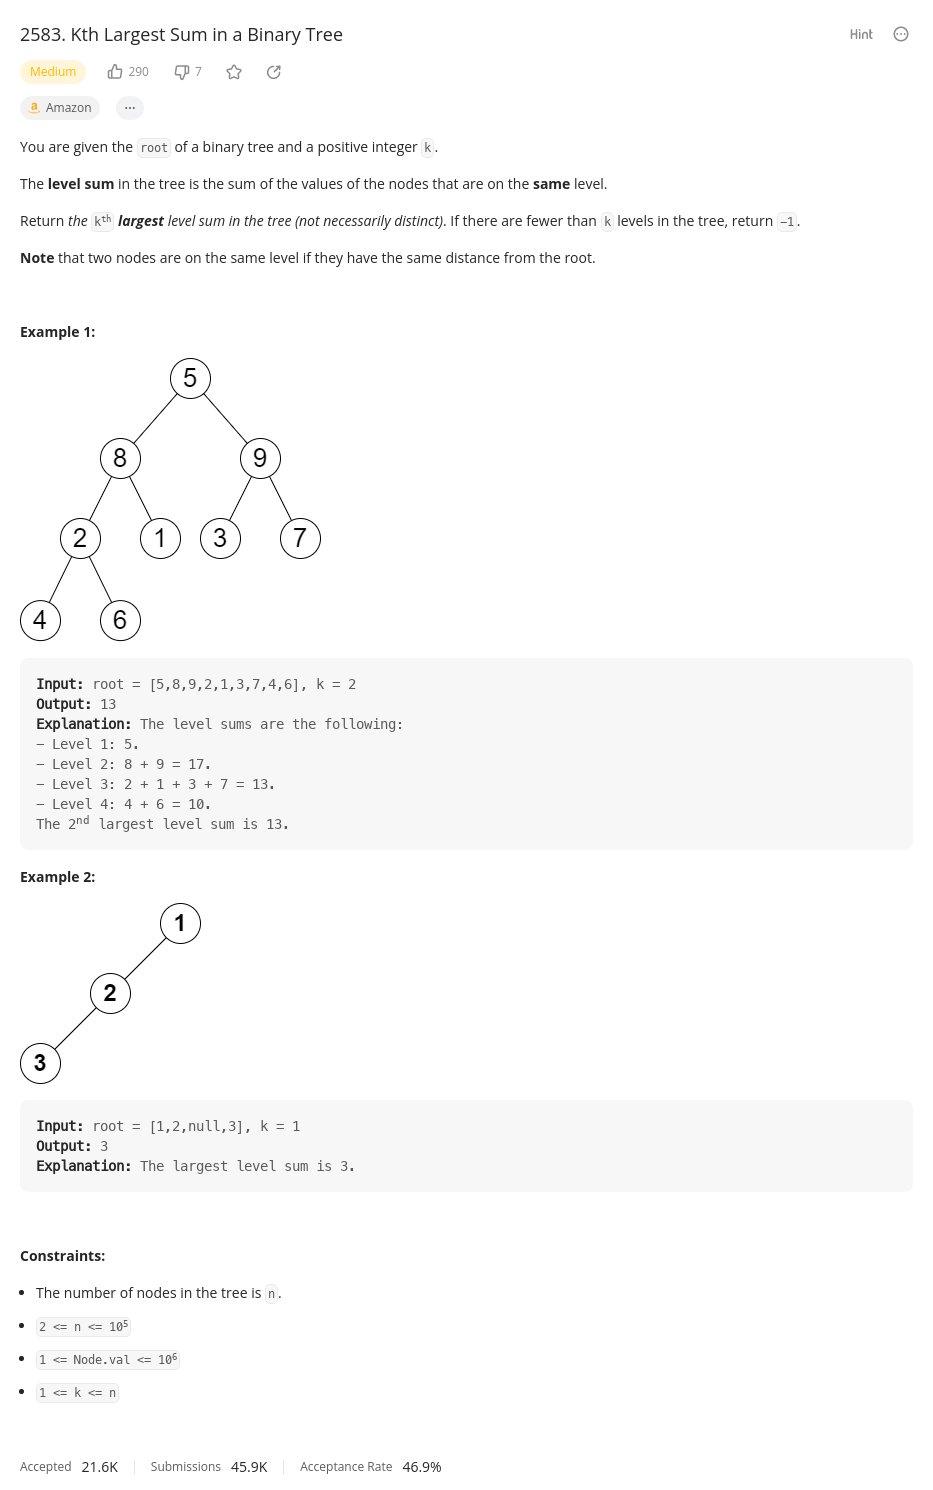 2583. Kth Largest Sum in a Binary Tree
Hint
Medium 290 7
a Amazon ...
You are given the root of a binary tree and a positive integer k.
The level sum in the tree is the sum of the values of the nodes that are on the same level.
Return the kth largest level sum in the tree (not necessarily distinct). If there are fewer than k levels in the tree, return -1.
Note that two nodes are on the same level if they have the same distance from the root.
Example 1:
5
8 9
2 1 3 7
4 6
Input: root = [5,8,9,2,1,3,7,4,6], k = 2
Output: 13
Explanation: The level sums are the following:
- Level 1: 5.
- Level 2: 8 + 9 = 17.
- Level 3: 2 + 1 + 3 + 7 = 13.
- Level 4: 4 + 6 = 10.
The 2nd largest level sum is 13.
Example 2:
1
2
3
Input: root = [1,2,null,3], k = 1
Output: 3
Explanation: The largest level sum is 3.
Constraints:
• The number of nodes in the tree is n.
• 2 <= n <= 10⁵
• 1 <= Node.val <= 10⁶
• 1 <= k <= n
Accepted 21.6K Submissions 45.9K Acceptance Rate 46.9%